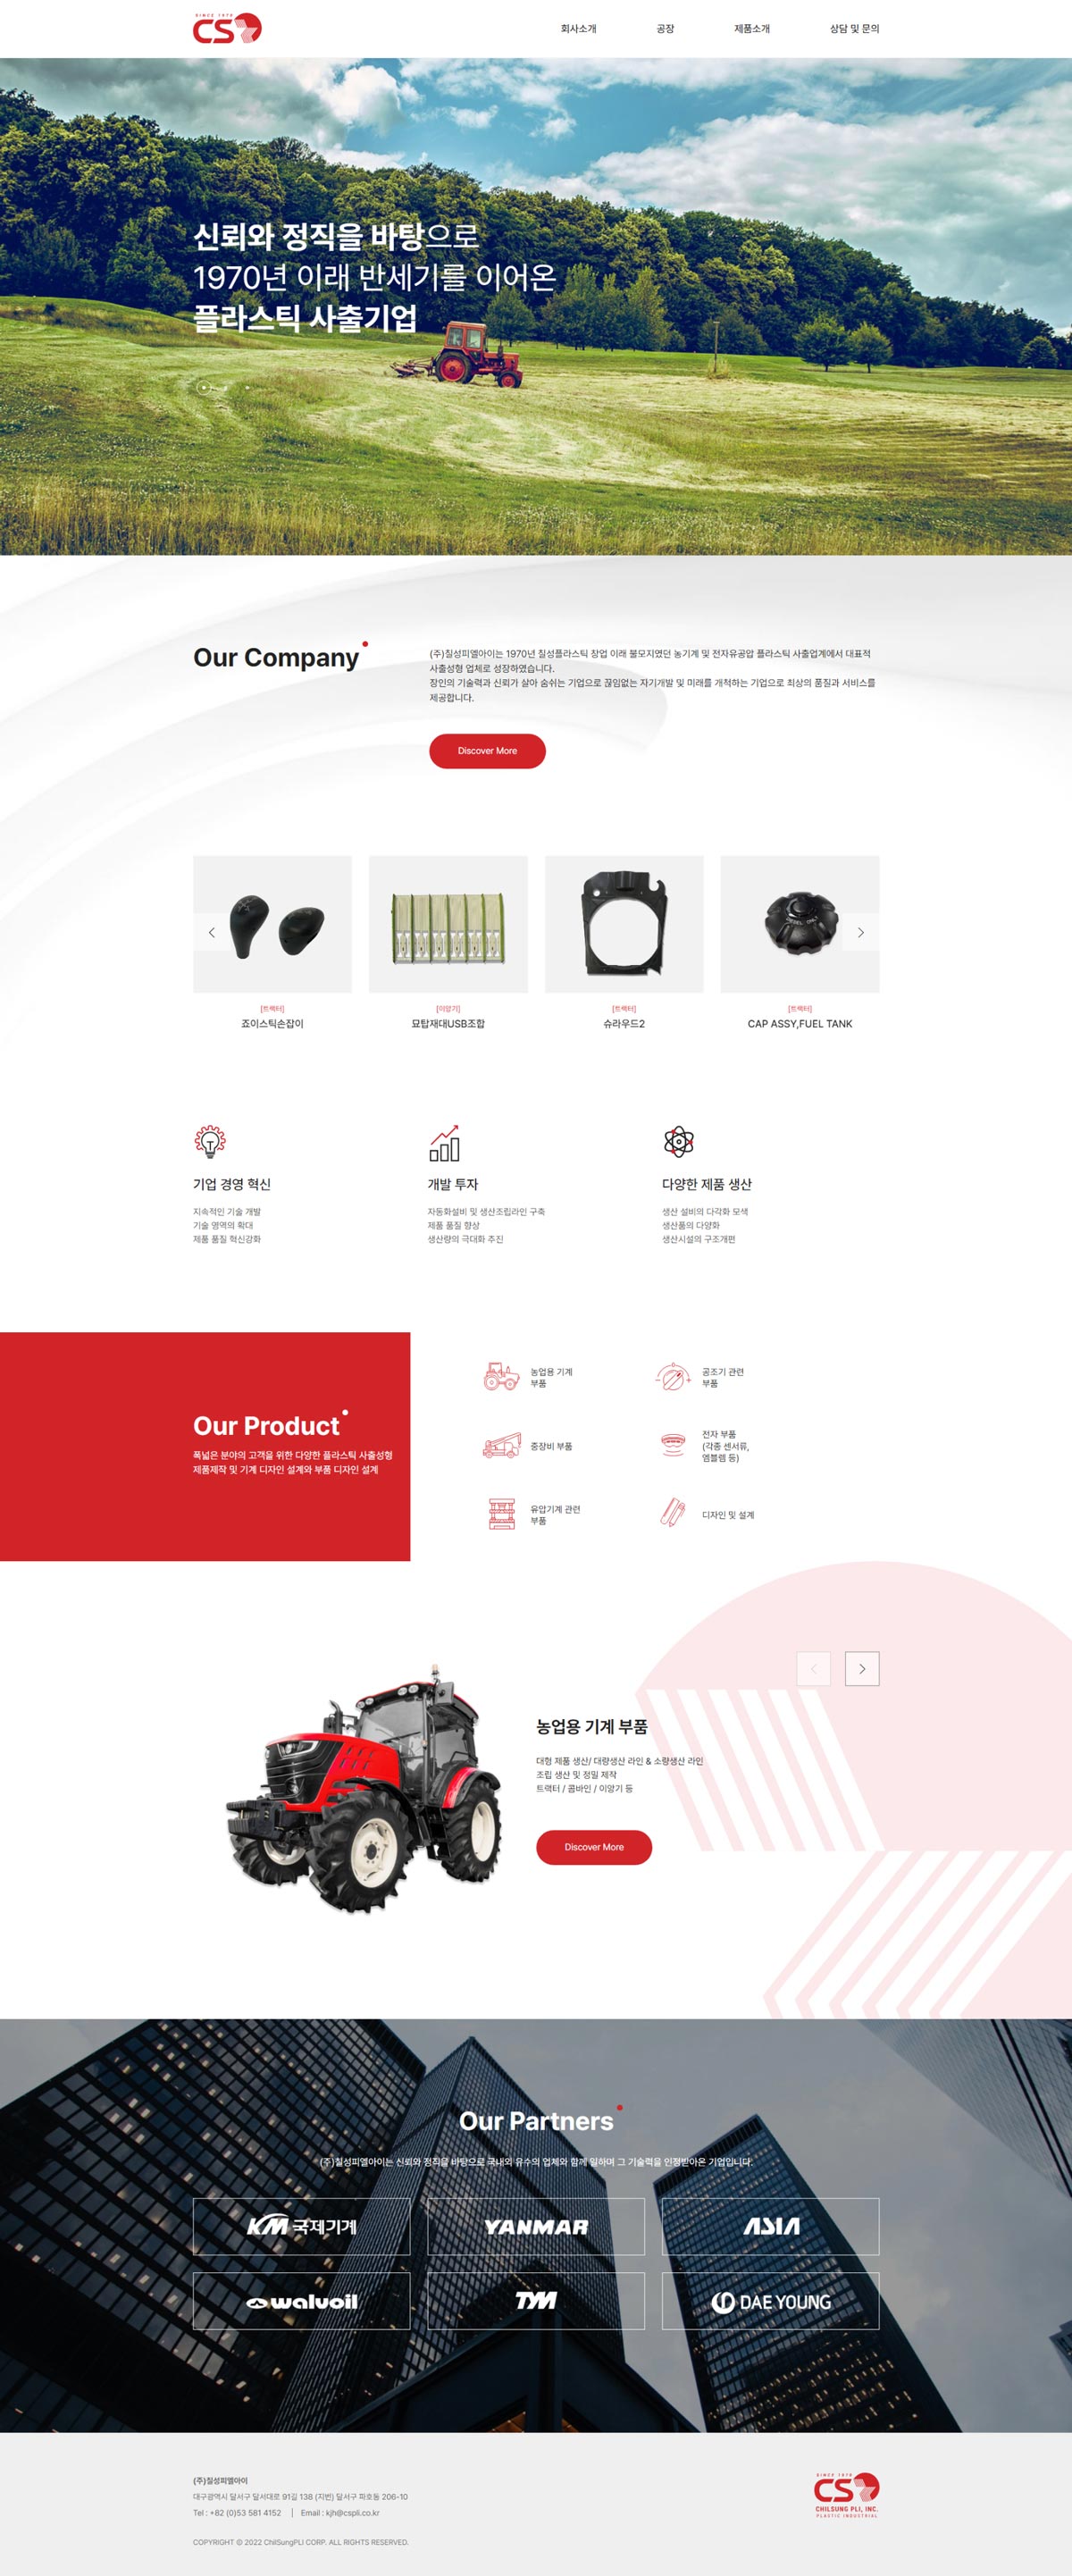 SINCE 1970
CS
회사소개
공장
제품소개
상담 및 문의
신뢰와 정직을 바탕으로
1970년 이래 반세기를 이어온
플라스틱 사출기업
Our Company
(주)칠성피엘아이는 1970년 칠성플라스틱 창업 이래 불모지였던 농기계 및 전자유공압 플라스틱 사출업계에서 대표적
사출성형 업체로 성장하였습니다.
장인의 기술력과 신뢰가 살아 숨쉬는 기업으로 끊임없는 자기개발 및 미래를 개척하는 기업으로 최상의 품질과 서비스를
제공합니다.
Discover More
[트랙터]
죠이스틱손잡이
[이앙기]
묘탑재대USB조합
[트랙터]
슈라우드2
[트랙터]
CAP ASSY,FUEL TANK
기업 경영 혁신
지속적인 기술 개발
기술 영역의 확대
제품 품질 혁신강화
개발 투자
자동화설비 및 생산조립라인 구축
제품 품질 향상
생산량의 극대화 추진
다양한 제품 생산
생산 설비의 다각화 모색
생산품의 다양화
생산시설의 구조개편
Our Product
폭넓은 분야의 고객을 위한 다양한 플라스틱 사출성형
제품제작 및 기계 디자인 설계와 부품 디자인 설계
농업용 기계
부품
공조기 관련
부품
중장비 부품
전자 부품
(각종 센서류,
엠블렘 등)
유압기계 관련
부품
디자인 및 설계
농업용 기계 부품
대형 제품 생산/ 대량생산 라인 & 소량생산 라인
조립 생산 및 정밀 제작
트랙터 / 콤바인 / 이앙기 등
Discover More
Our Partners
(주)칠성피엘아이는 신뢰와 정직을 바탕으로 국내외 유수의 업체와 함께 일하며 그 기술력을 인정받아온 기업입니다.
KM 국제기계
YANMAR
ASIA
walvoil
TYM
DAE YOUNG
(주)칠성피엘아이
대구광역시 달서구 달서대로 91길 138 (지번) 달서구 파호동 206-10
Tel : +82 (0)53 581 4152 | Email : kjh@cspli.co.kr
COPYRIGHT © 2022 ChilSungPLI CORP. ALL RIGHTS RESERVED.
SINCE 1970
CS
CHILSUNG PLI, INC.
PLASTIC INDUSTRIAL